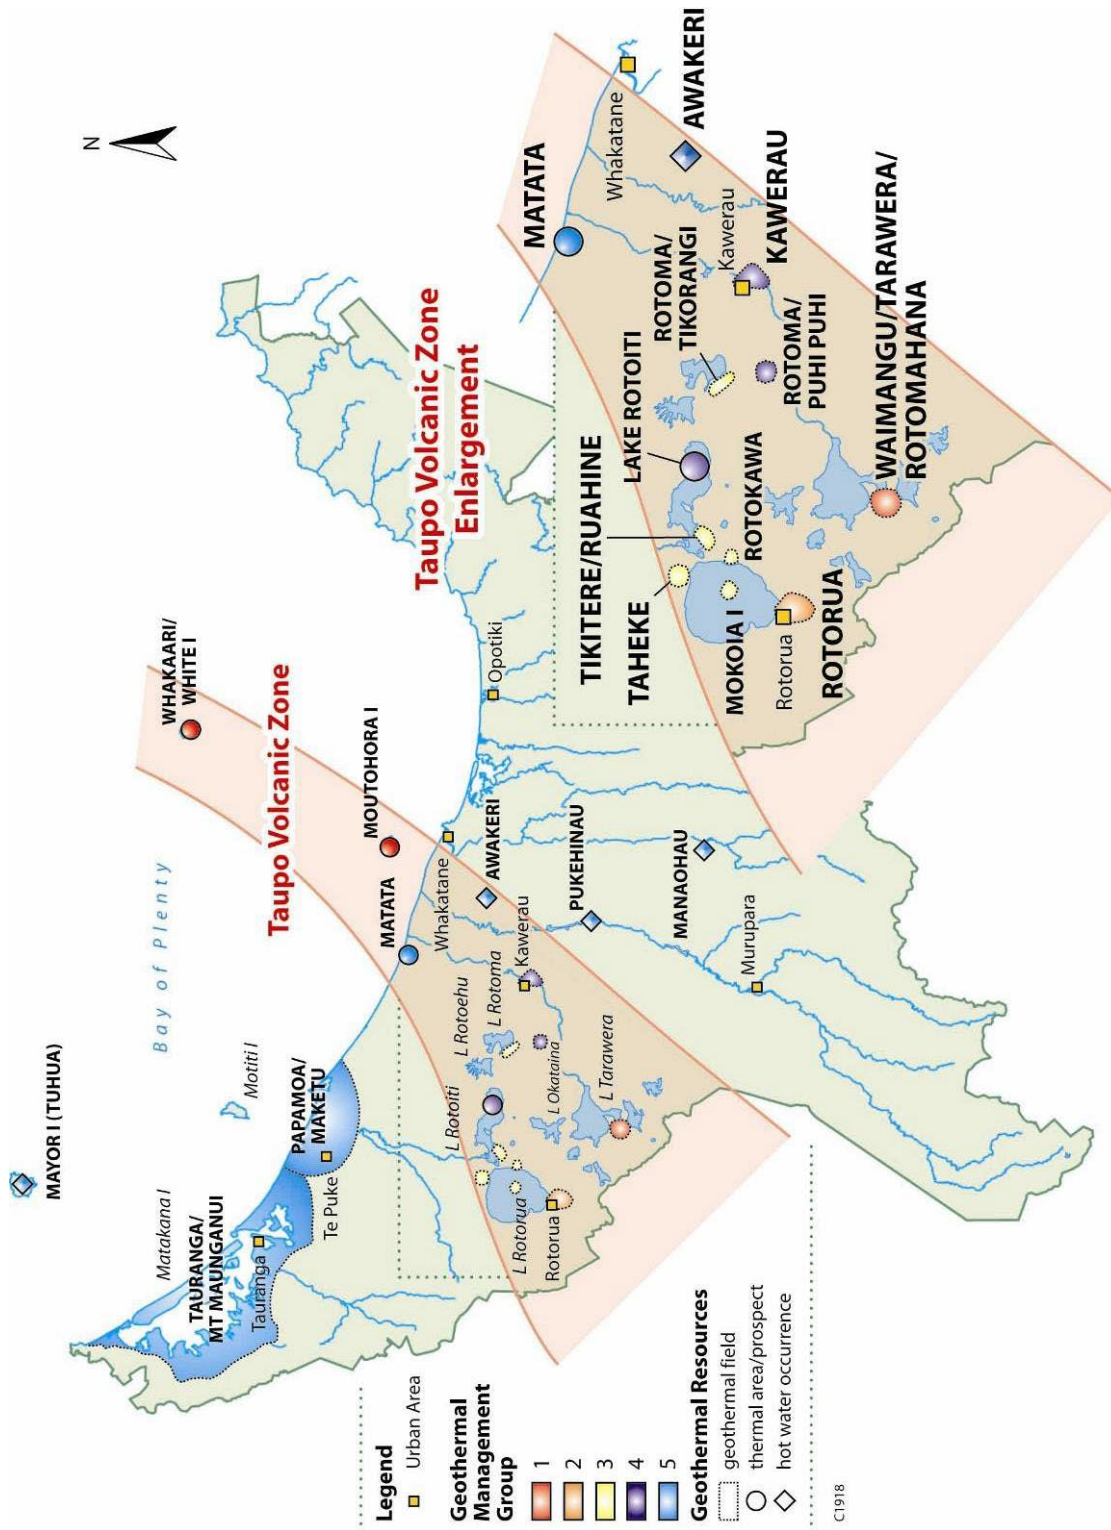 N
MAYOR I (TUHUA)
Bay of Plenty
WHAKAARI/
WHITE I
Taupo Volcanic Zone
Matakana I
Motiti I
TAURANGA/
MT MAUNGANUI
Tauranga
PAPAMOA/
MAKETU
Te Puke
MATATA
MOUTOHORA I
Whakatane
AWAKERI
Opotiki
L Rotoiti
L Rotoehu
L Rotoma
Kawerau
L Rotorua
Rotorua
L Okataina
L Tarawera
PUKEHINAU
MANAOHAU
Murupara
Taupo Volcanic Zone
Enlargement
MATATA
Whakatane
AWAKERI
TIKITERE/RUAHINE
LAKE ROTOITI
ROTOMA/
TIKORANGI
Kawerau
KAWERAU
TAHEKE
ROTOKAWA
ROTOMA/
PUHI PUHI
MOKOIA I
Rotorua
ROTORUA
WAIMANGU/TARAWERA/
ROTOMAHANA
Legend
Urban Area
Geothermal
Management
Group
1
2
3
4
5
Geothermal Resources
geothermal field
thermal area/prospect
hot water occurrence
C1918